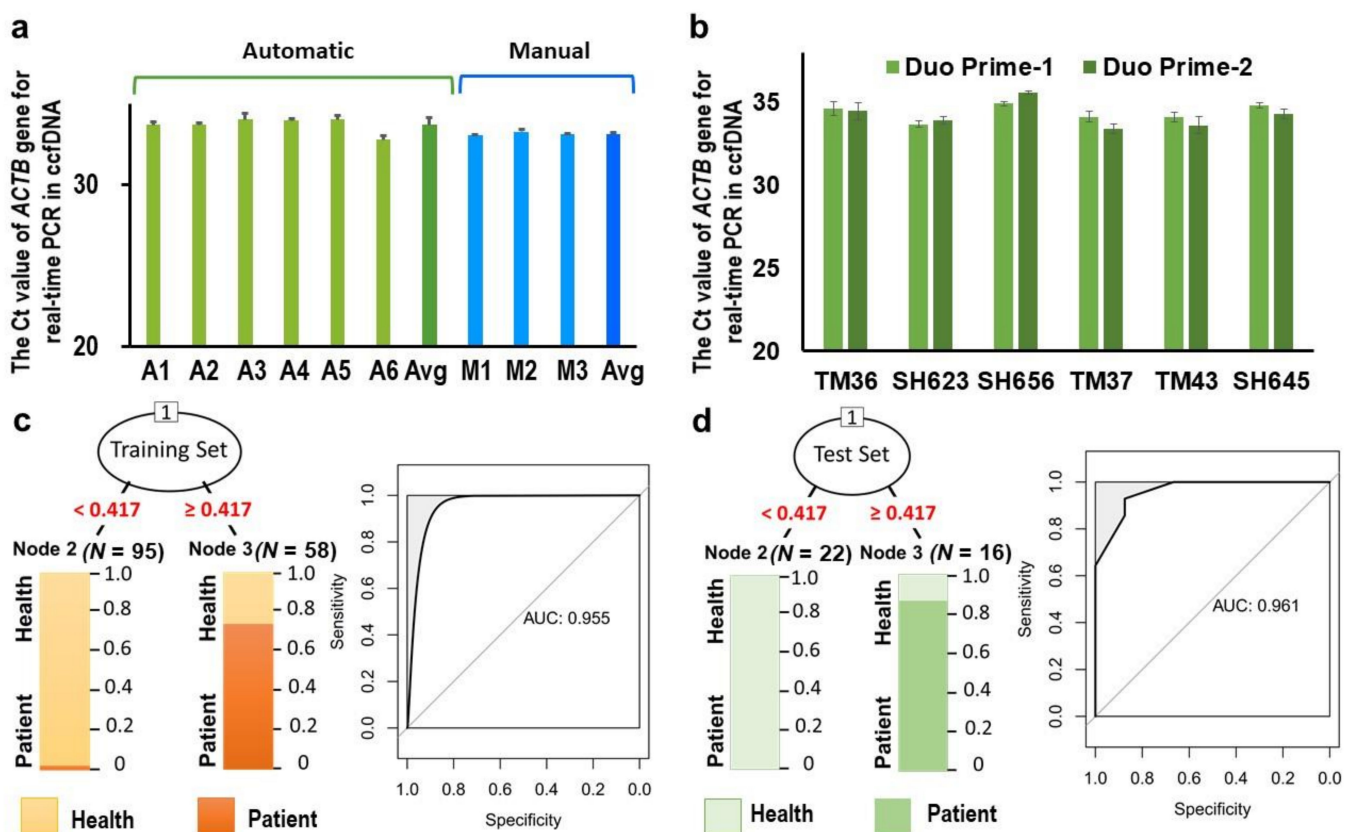 a
Automatic
Manual
The Ct value of ACTB gene for
real-time PCR in ccfDNA
30
20
A1 A2 A3 A4 A5 A6 Avg M1 M2 M3 Avg
b
Duo Prime-1 Duo Prime-2
The Ct value of ACTB gene for
real-time PCR in ccfDNA
35
30
25
20
TM36 SH623 SH656 TM37 TM43 SH645
c
1
Training Set
< 0.417 ≥ 0.417
Node 2 (N = 95) Node 3 (N = 58)
Health
Patient
1.0
0.8
0.6
0.4
0.2
0
Health
Patient
1.0
0.8
0.6
0.4
0.2
0
Health Patient
Sensitivity
1.0
0.8
0.6
0.4
0.2
0.0
AUC: 0.955
1.0 0.8 0.6 0.4 0.2 0.0
Specificity
d
1
Test Set
< 0.417 ≥ 0.417
Node 2 (N = 22) Node 3 (N = 16)
Health
Patient
1.0
0.8
0.6
0.4
0.2
0
Health
Patient
1.0
0.8
0.6
0.4
0.2
0
Health Patient
Sensitivity
1.0
0.8
0.6
0.4
0.2
0.0
AUC: 0.961
1.0 0.8 0.6 0.4 0.2 0.0
Specificity